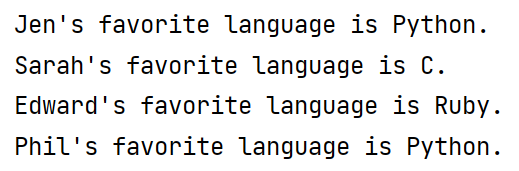 Jen's favorite language is Python.
Sarah's favorite language is C.
Edward's favorite language is Ruby.
Phil's favorite language is Python.